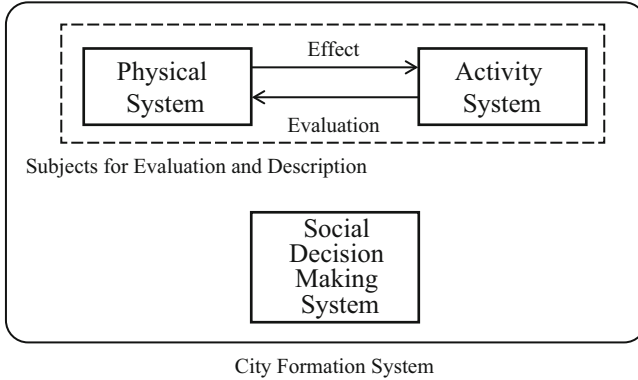 Effect
Physical
System
Activity
System
Evaluation
Subjects for Evaluation and Description
Social
Decision
Making
System
City Formation System